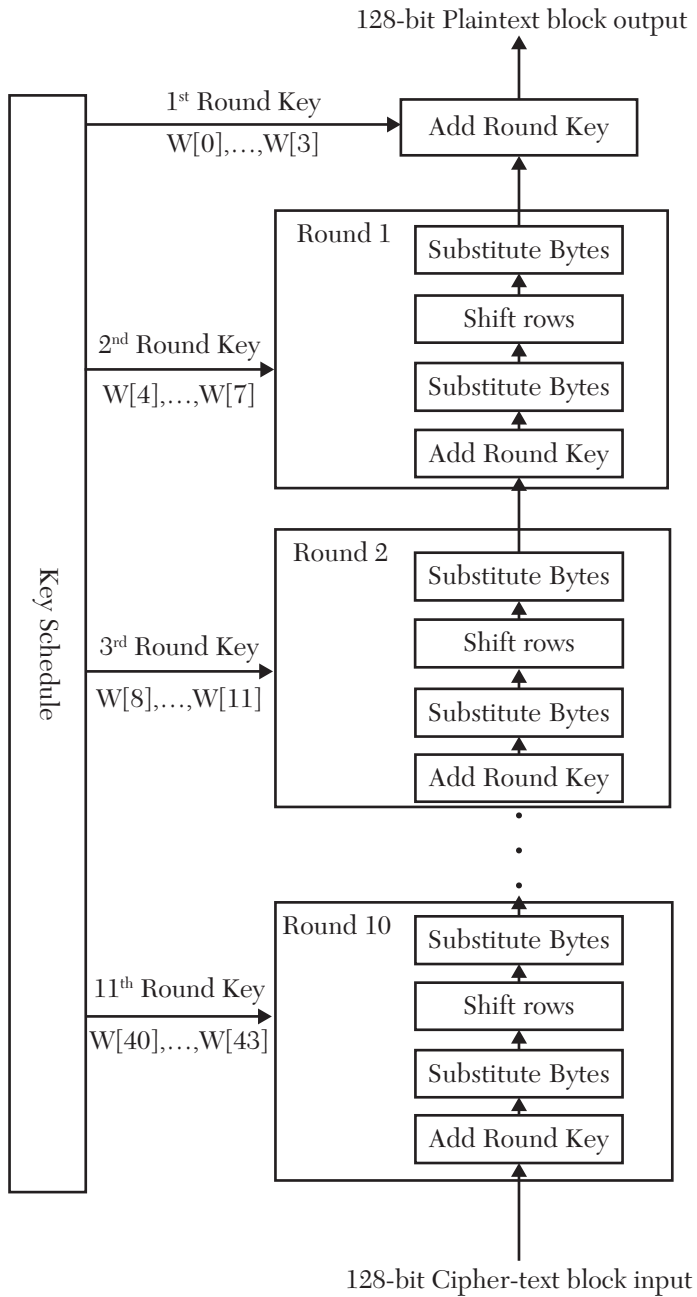 128-bit Plaintext block output
1st Round Key
W[0],...,W[3]
Add Round Key
Round 1
Substitute Bytes
Shift rows
Substitute Bytes
Add Round Key
2nd Round Key
W[4],...,W[7]
Round 2
Substitute Bytes
Shift rows
Substitute Bytes
Add Round Key
3rd Round Key
W[8],...,W[11]
Key Schedule
Round 10
Substitute Bytes
Shift rows
Substitute Bytes
Add Round Key
11th Round Key
W[40],...,W[43]
128-bit Cipher-text block input